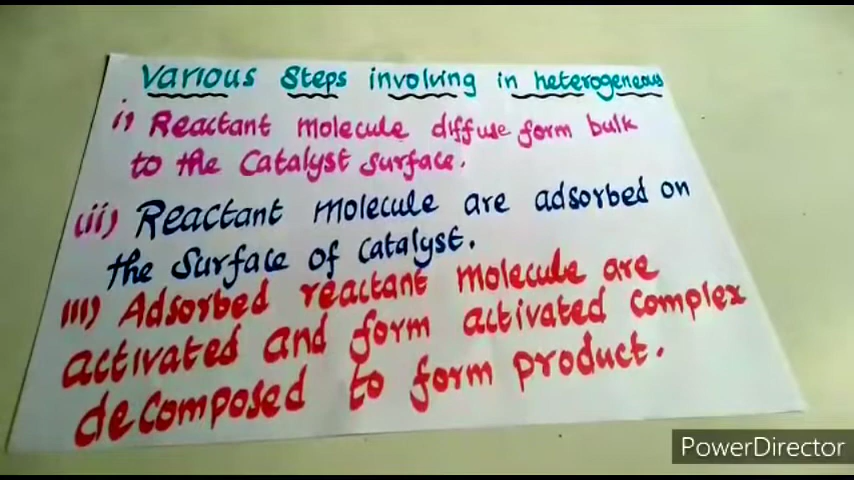 Various Steps involving in heterogeneous
i) Reactant molecule diffuse form bulk
to the Catalyst surface.
(ii) Reactant molecule are adsorbed on
the surface of catalyst.
III) Adsorbed reactant molecule are
activated and form activated complex
decomposed to form product.
PowerDirector